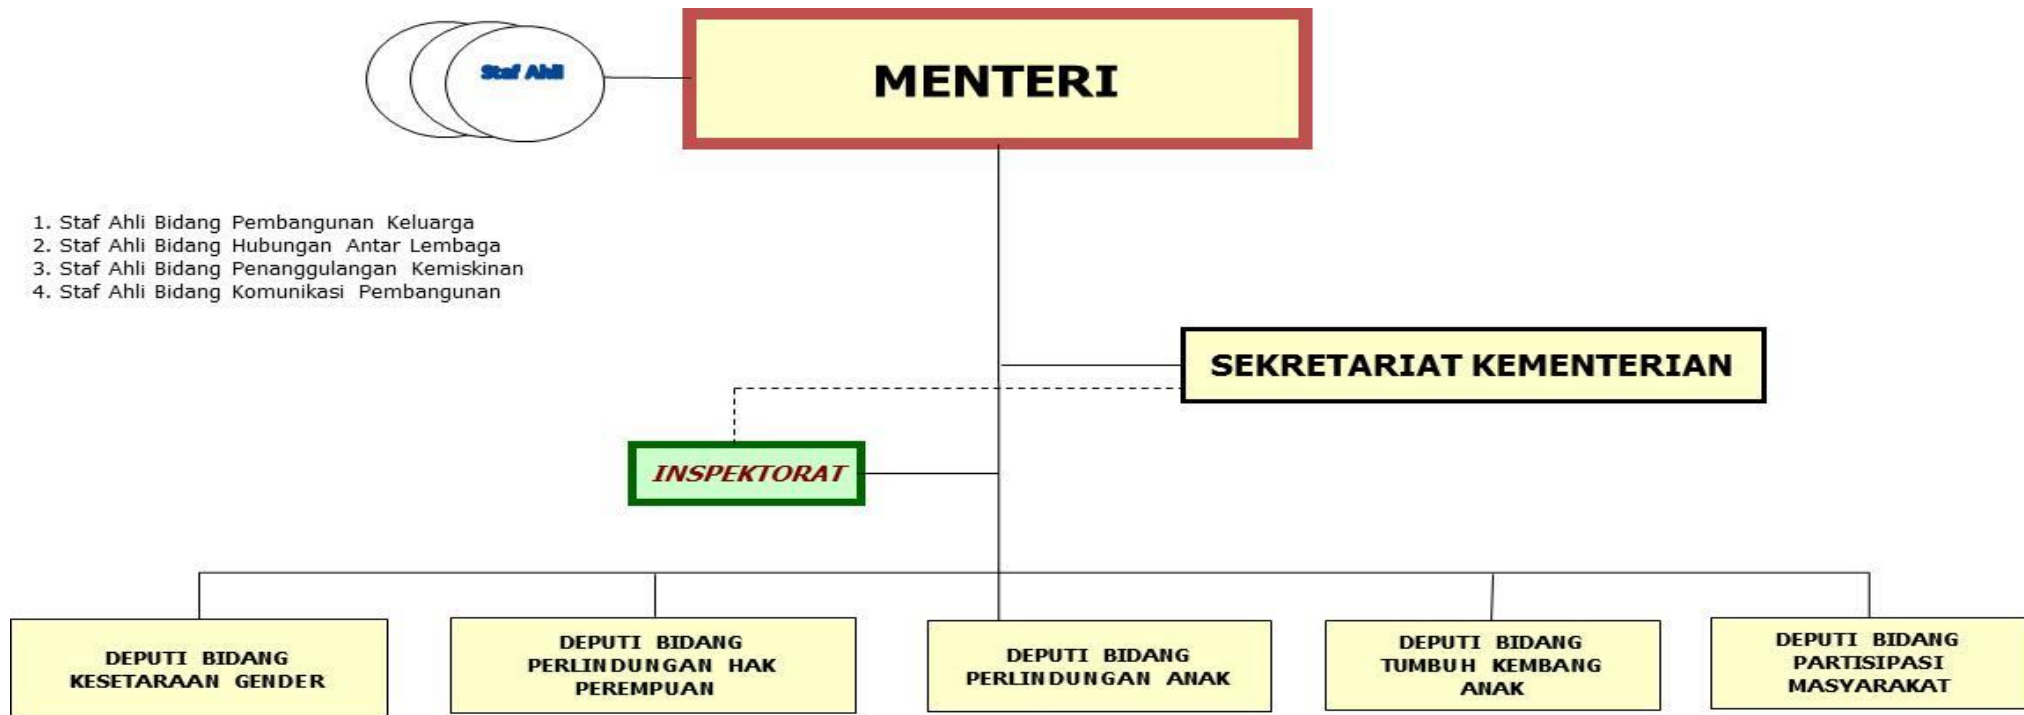 Staf Ahli
MENTERI
1. Staf Ahli Bidang Pembangunan Keluarga
2. Staf Ahli Bidang Hubungan Antar Lembaga
3. Staf Ahli Bidang Penanggulangan Kemiskinan
4. Staf Ahli Bidang Komunikasi Pembangunan
SEKRETARIAT KEMENTERIAN
INSPEKTORAT
DEPUTI BIDANG
KESETARAAN GENDER
DEPUTI BIDANG
PERLINDUNGAN HAK
PEREMPUAN
DEPUTI BIDANG
PERLINDUNGAN ANAK
DEPUTI BIDANG
TUMBUH KEMBANG
ANAK
DEPUTI BIDANG
PARTISIPASI
MASYARAKAT